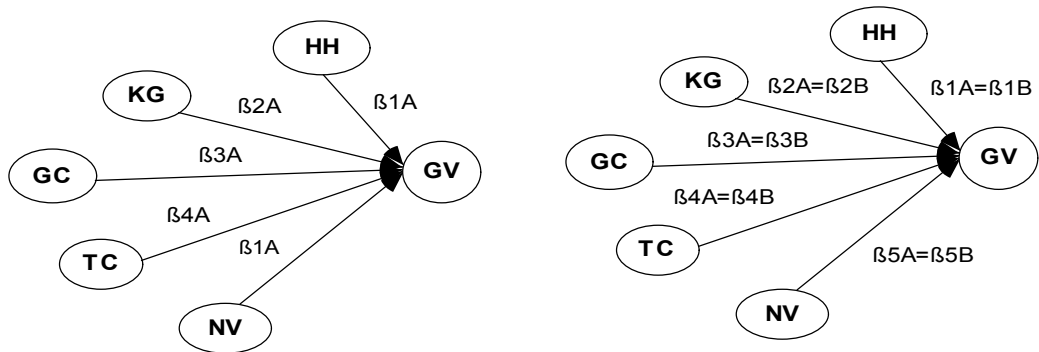 HH
KG
GC
TC
NV
GV
ß1A
ß2A
ß3A
ß4A
ß1A
HH
KG
GC
TC
NV
GV
ß1A=ß1B
ß2A=ß2B
ß3A=ß3B
ß4A=ß4B
ß5A=ß5B